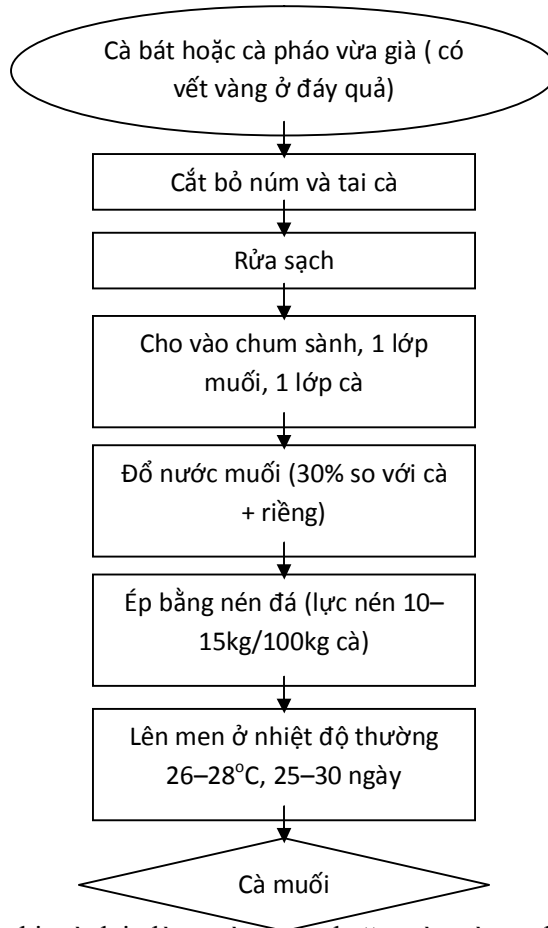 Cà bát hoặc cà pháo vừa già ( có
vết vàng ở đáy quả)
Cắt bỏ núm và tai cà
Rửa sạch
Cho vào chum sành, 1 lớp
muối, 1 lớp cà
Đổ nước muối (30% so với cà
+ riềng)
Ép bằng nén đá (lực nén 10–
15kg/100kg cà)
Lên men ở nhiệt độ thường
26–28°C, 25–30 ngày
Cà muối